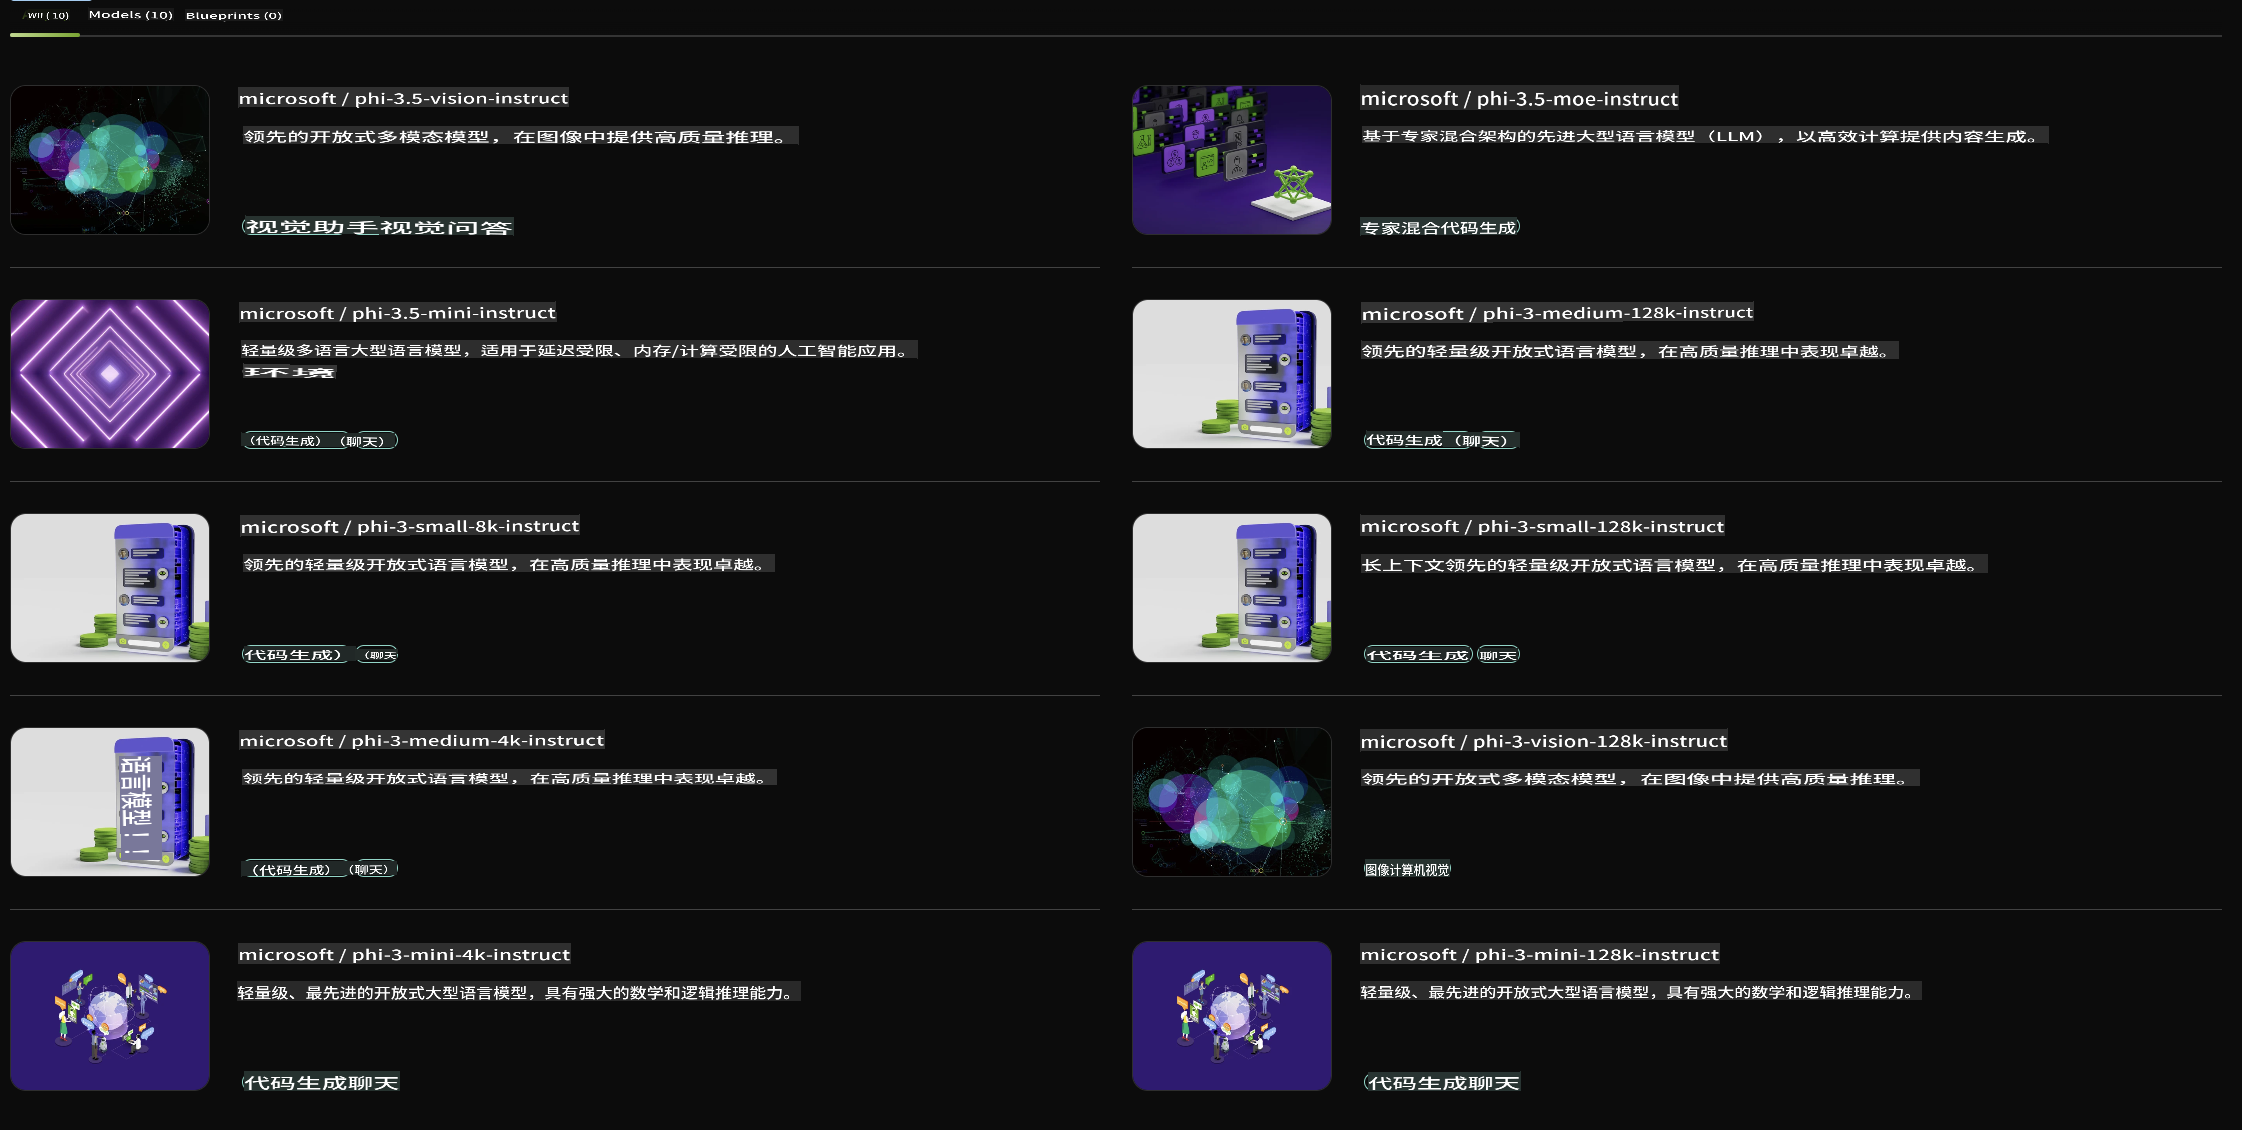 (10) Models (10) Blueprints (0)
microsoft / phi-3.5-vision-instruct
领先的开放式多模态模型，在图像中提供高质量推理。
视觉助手视觉问答
microsoft / phi-3.5-moe-instruct
基于专家混合架构的先进大型语言模型（LLM），以高效计算提供内容生成。
专家混合代码生成
microsoft / phi-3.5-mini-instruct
轻量级多语言大型语言模型，适用于延迟受限、内存/计算受限的人工智能应用。
环境
（代码生成）（聊天）
microsoft / phi-3-medium-128k-instruct
领先的轻量级开放式语言模型，在高质量推理中表现卓越。
代码生成（聊天）
microsoft / phi-3-small-8k-instruct
领先的轻量级开放式语言模型，在高质量推理中表现卓越。
代码生成）（聊天
microsoft / phi-3-small-128k-instruct
长上下文领先的轻量级开放式语言模型，在高质量推理中表现卓越。
代码生成 聊天
microsoft / phi-3-medium-4k-instruct
领先的轻量级开放式语言模型，在高质量推理中表现卓越。
（代码生成）（聊天）
语言模型！！
microsoft / phi-3-vision-128k-instruct
领先的开放式多模态模型，在图像中提供高质量推理。
图像计算机视觉
microsoft / phi-3-mini-4k-instruct
轻量级、最先进的开放式大型语言模型，具有强大的数学和逻辑推理能力。
代码生成聊天
microsoft / phi-3-mini-128k-instruct
轻量级、最先进的开放式大型语言模型，具有强大的数学和逻辑推理能力。
代码生成聊天